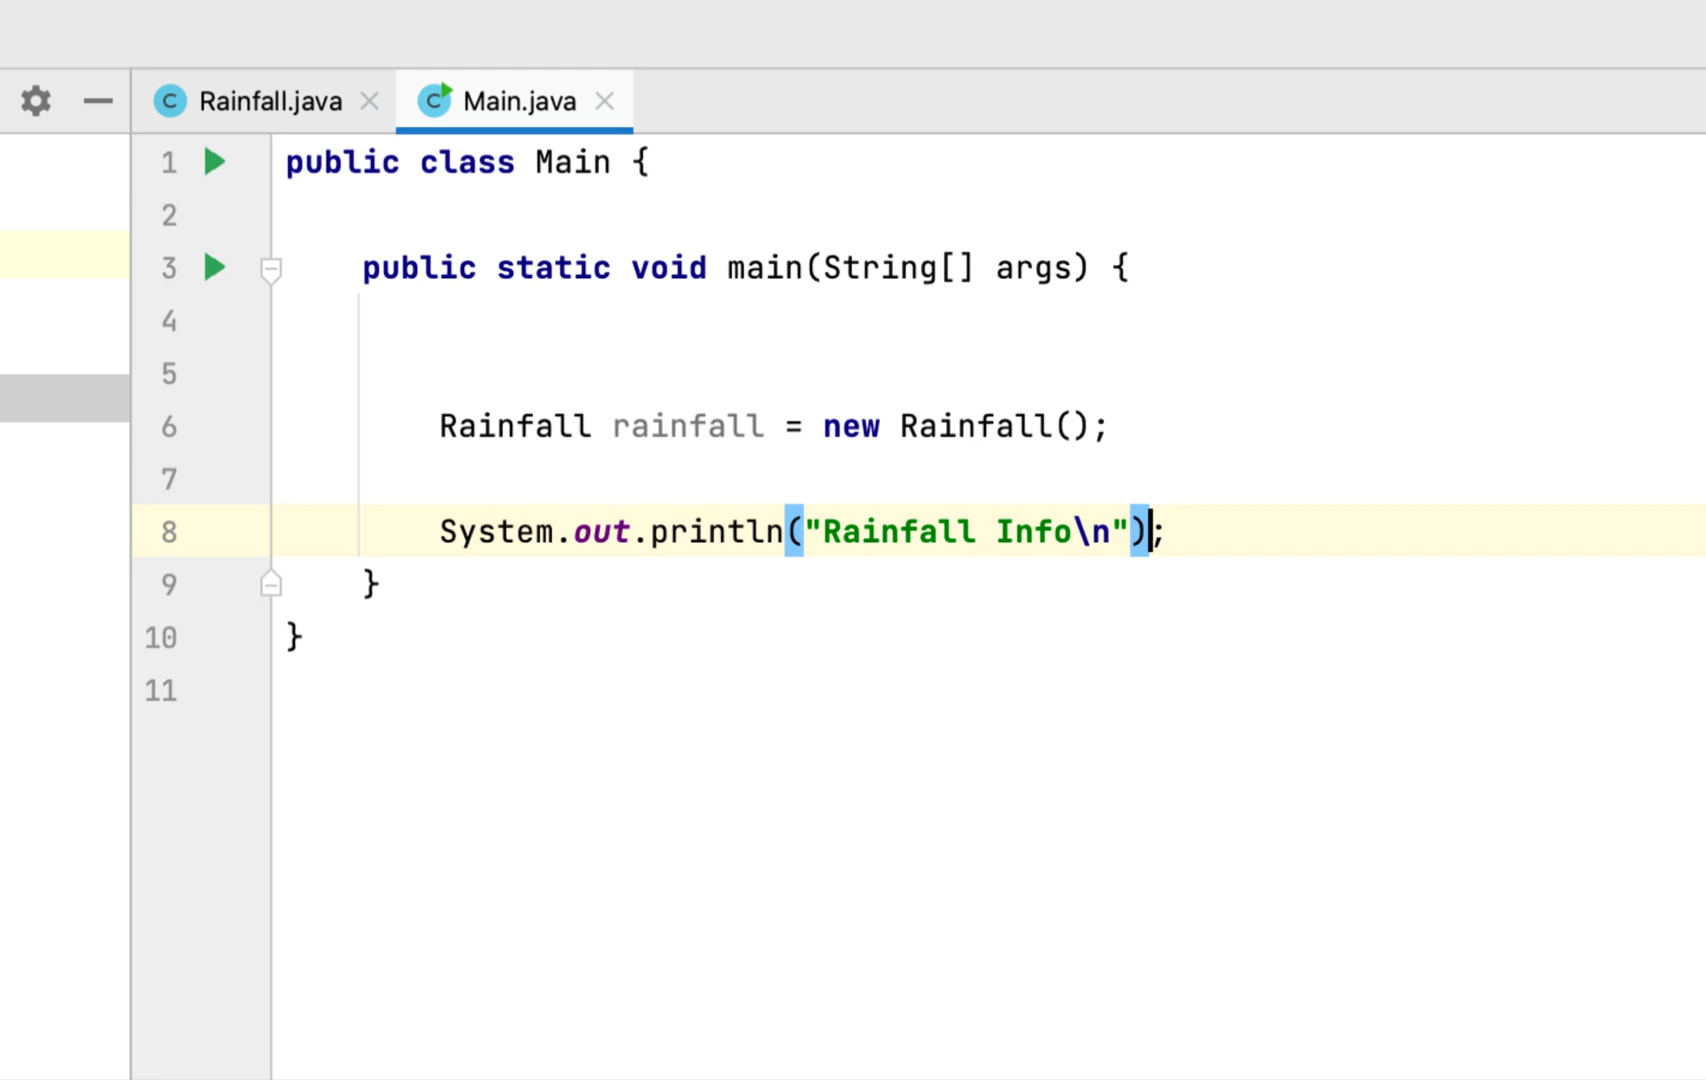 C Rainfall.java C Main.java
1 public class Main {
2
3 public static void main(String[] args) {
4
5
6 Rainfall rainfall = new Rainfall();
7
8 System.out.println("Rainfall Info\n");
9 }
10 }
11